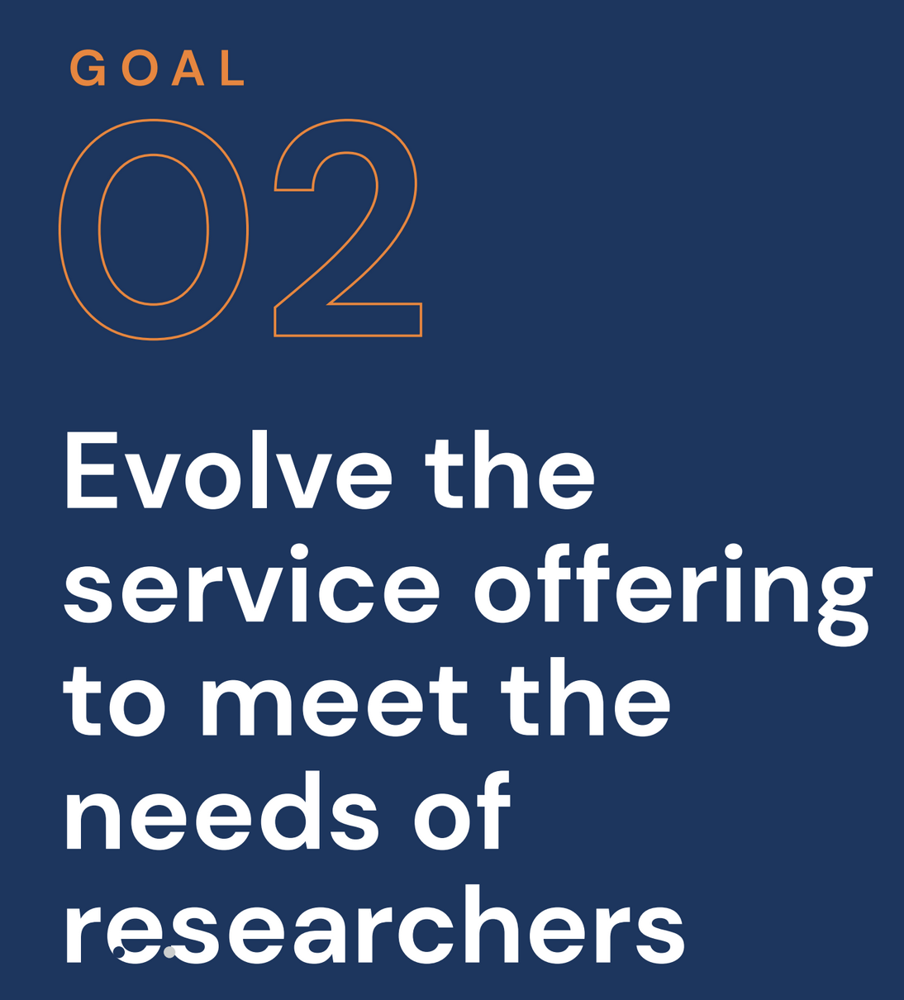 GOAL
02
Evolve the
service offering
to meet the
needs of
researchers